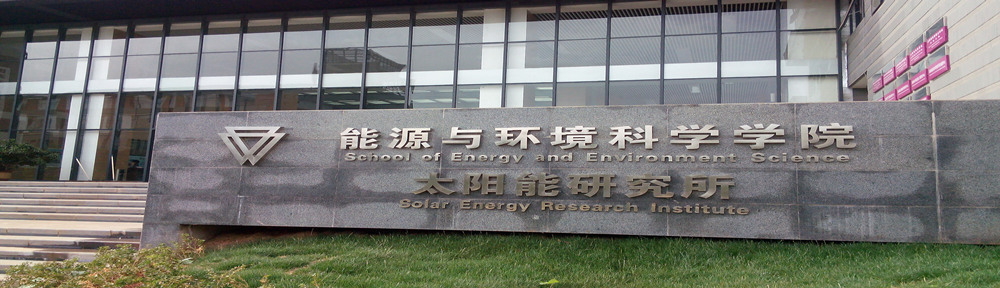 能源与环境科学学院
School of Energy and Environment Science
太阳能研究所
Solar Energy Research Institute